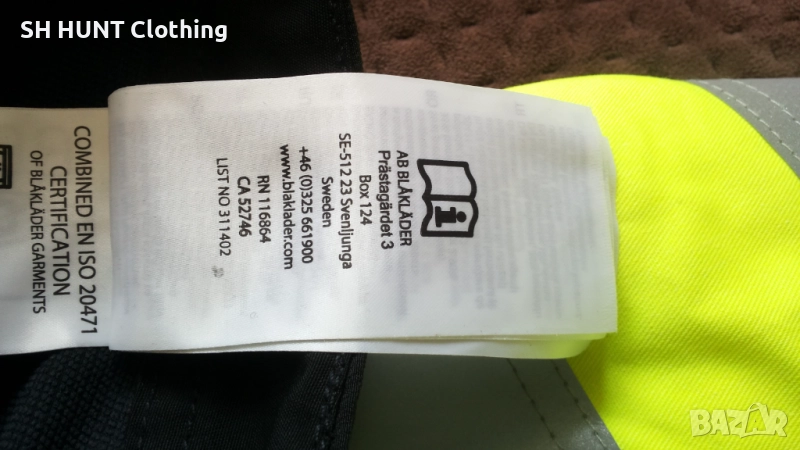 SH HUNT Clothing
COMBINED EN ISO 20471
CERTIFICATION
OF BLÅKLÄDER GARMENTS
AB BLÅKLÄDER
Prästagärdet 3
Box 124
SE-512 23 Svenljunga
Sweden
+46 (0)325 661900
www.blaklader.com
RN 116864
CA 52746
LIST NO 311402
BAZAR